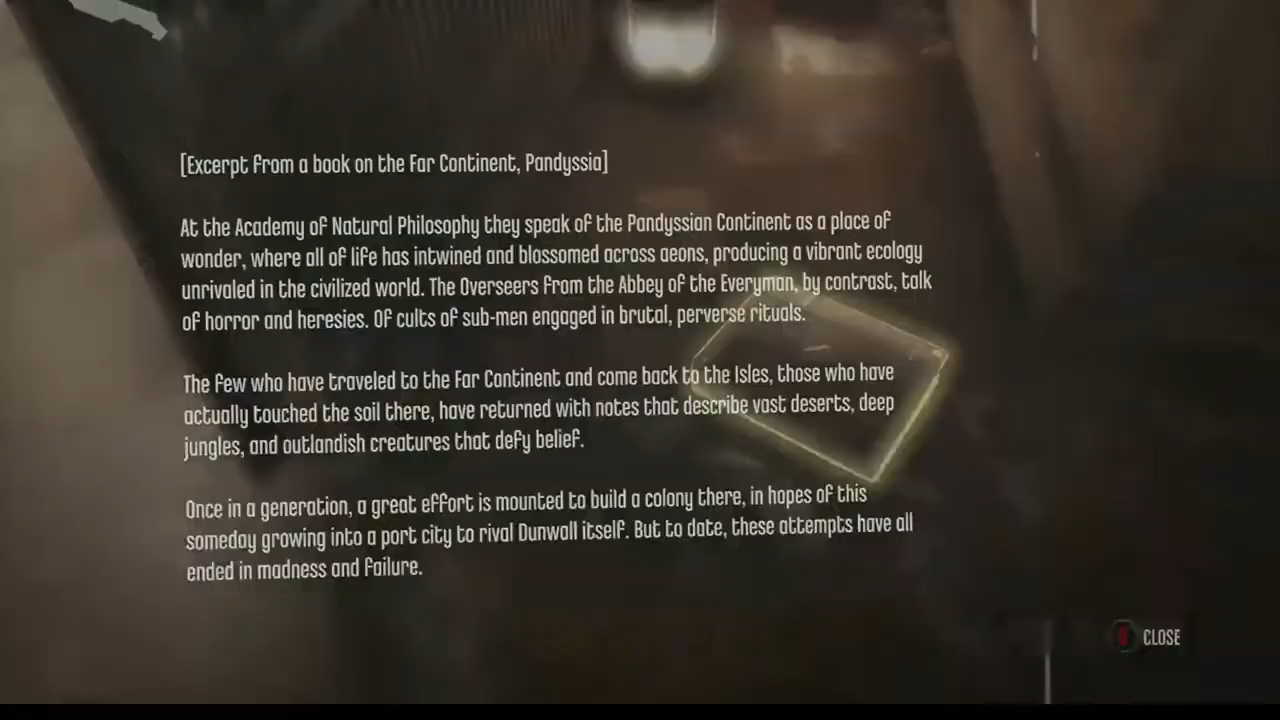 [Excerpt from a book on the Far Continent, Pandyssia]
At the Academy of Natural Philosophy they speak of the Pandyssian Continent as a place of
wonder, where all of life has intwined and blossomed across aeons, producing a vibrant ecology
unrivaled in the civilized world. The Overseers from the Abbey of the Everyman, by contrast, talk
of horror and heresies. Of cults of sub-men engaged in brutal, perverse rituals.
The few who have traveled to the Far Continent and come back to the Isles, those who have
actually touched the soil there, have returned with notes that describe vast deserts, deep
jungles, and outlandish creatures that defy belief.
Once in a generation, a great effort is mounted to build a colony there, in hopes of this
someday growing into a port city to rival Dunwall itself. But to date, these attempts have all
ended in madness and failure.
CLOSE